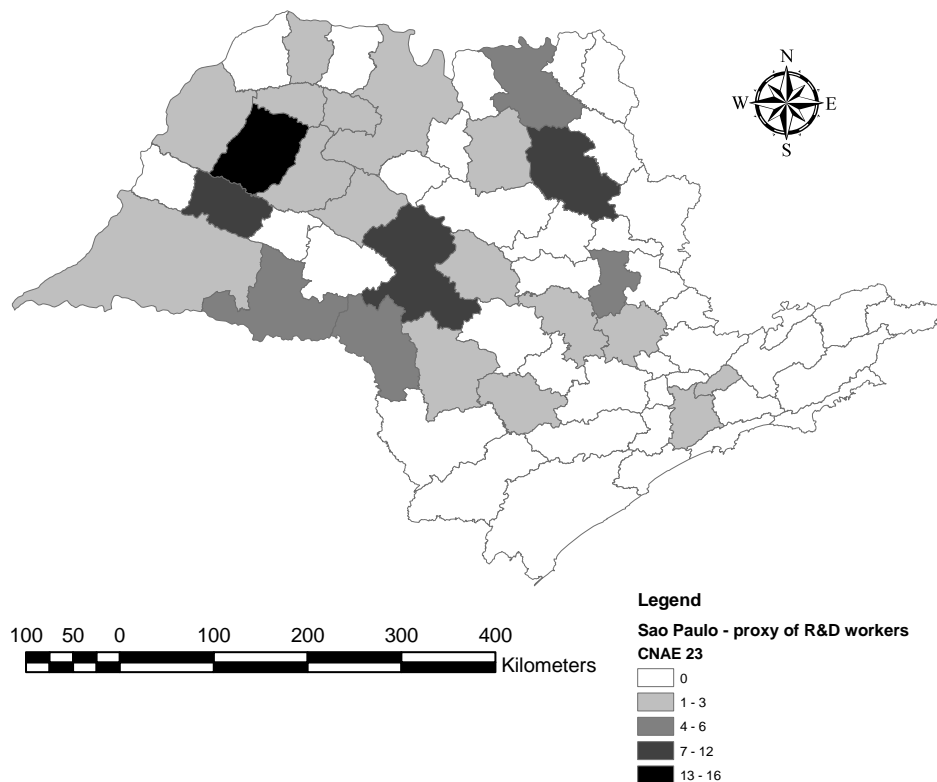 N
W E
S
100 50 0 100 200 300 400
Kilometers
Legend
Sao Paulo - proxy of R&D workers
CNAE 23
0
1 - 3
4 - 6
7 - 12
13 - 16